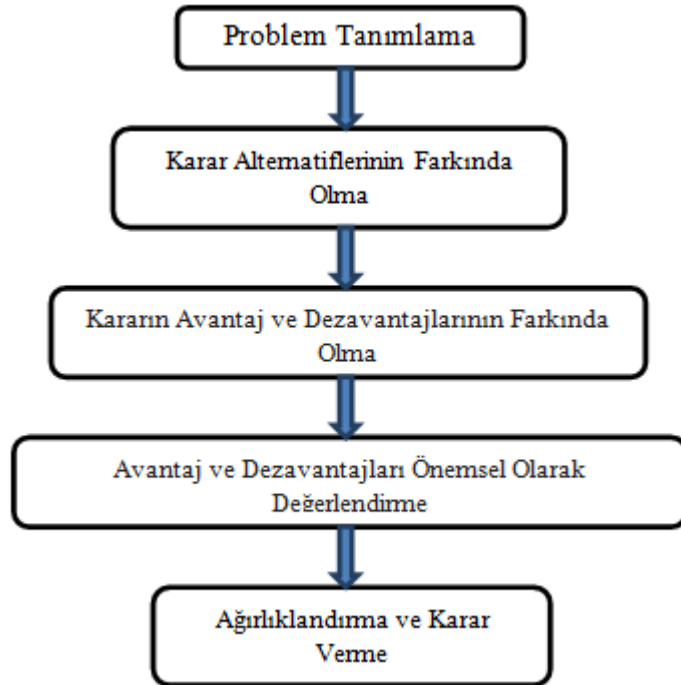 Problem Tanımlama
Karar Alternatiflerinin Farkında
Olma
Kararın Avantaj ve Dezavantajlarının Farkında
Olma
Avantaj ve Dezavantajları Önemsel Olarak
Değerlendirme
Ağırlıklandırma ve Karar
Verme